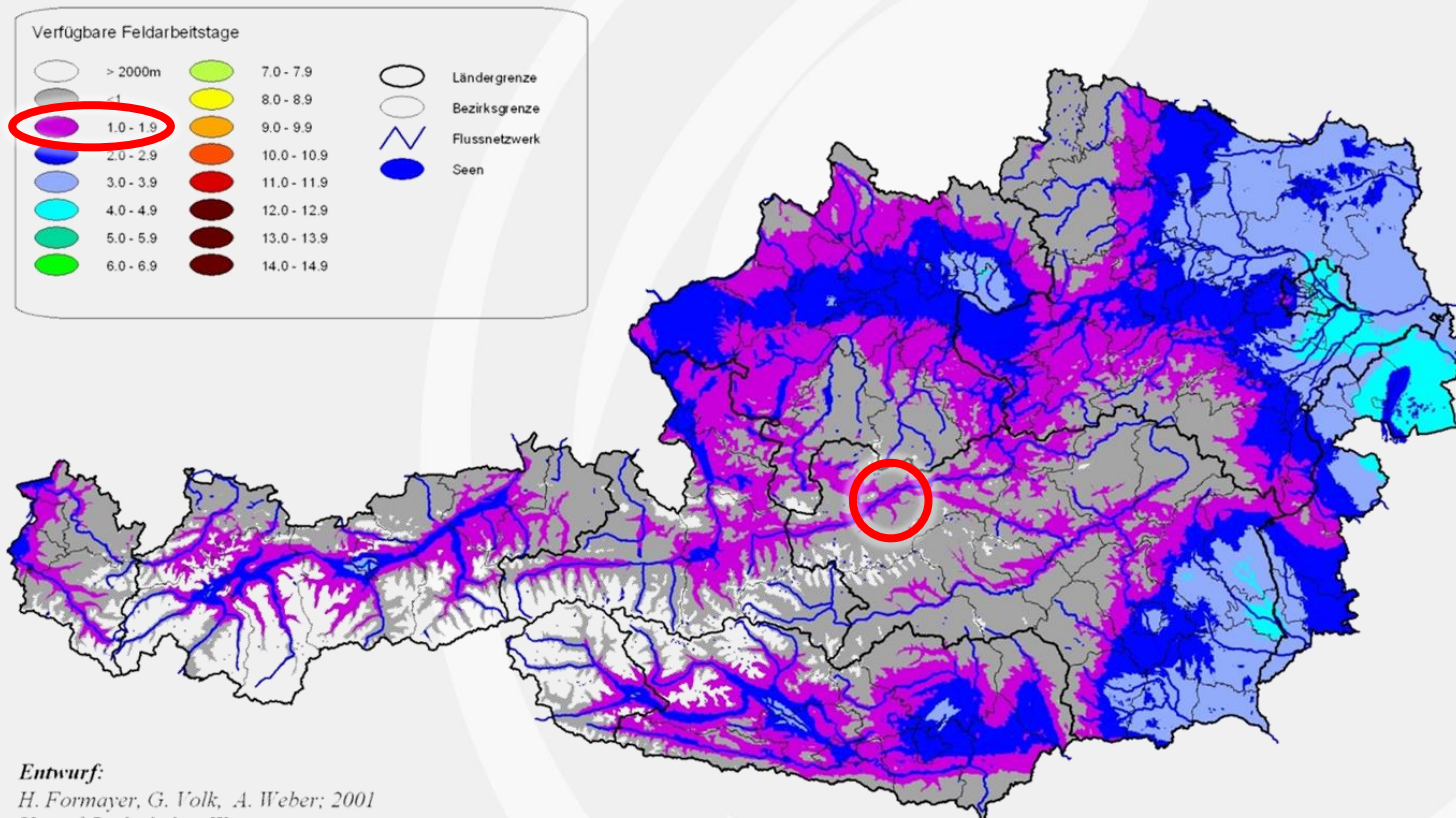 Verfügbare Feldarbeitstage
> 2000m
<1
1.0 - 1.9
2.0 - 2.9
3.0 - 3.9
4.0 - 4.9
5.0 - 5.9
6.0 - 6.9
7.0 - 7.9
8.0 - 8.9
9.0 - 9.9
10.0 - 10.9
11.0 - 11.9
12.0 - 12.9
13.0 - 13.9
14.0 - 14.9
Ländergrenze
Bezirksgrenze
Flussnetzwerk
Seen
Entwurf:
H. Formayer, G. Volk, A. Weber; 2001